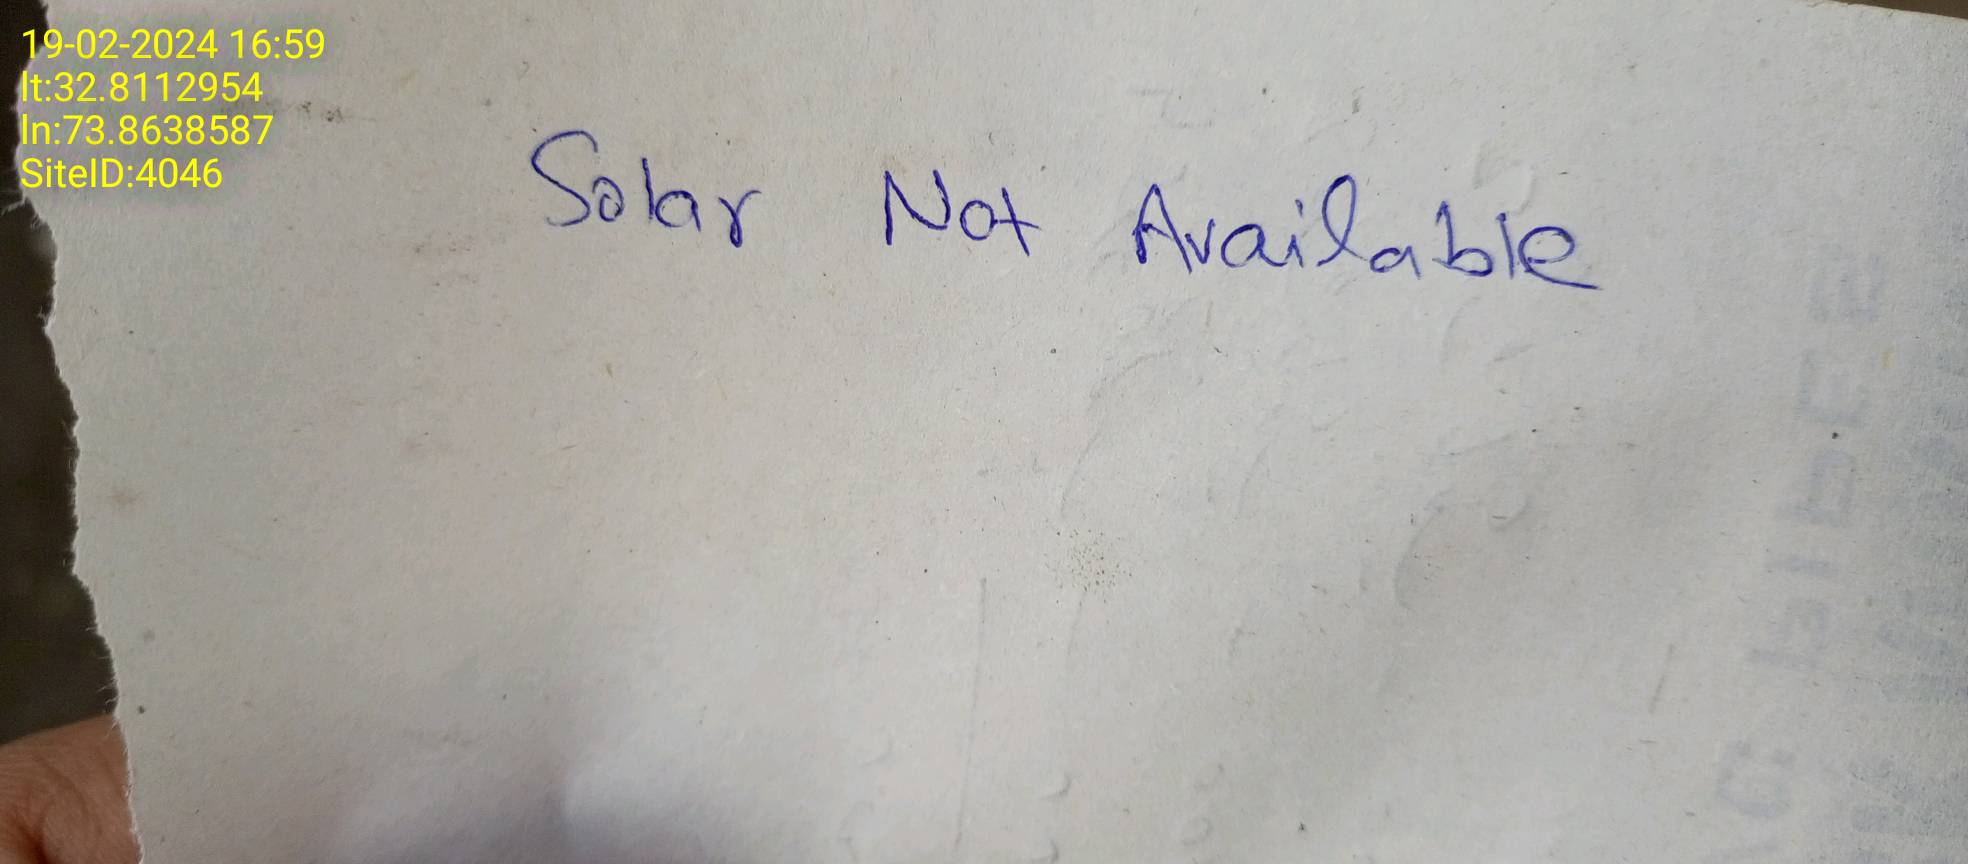 19-02-2024 16:59
lt:32.8112954
ln:73.8638587
SiteID:4046
Solar Not Available